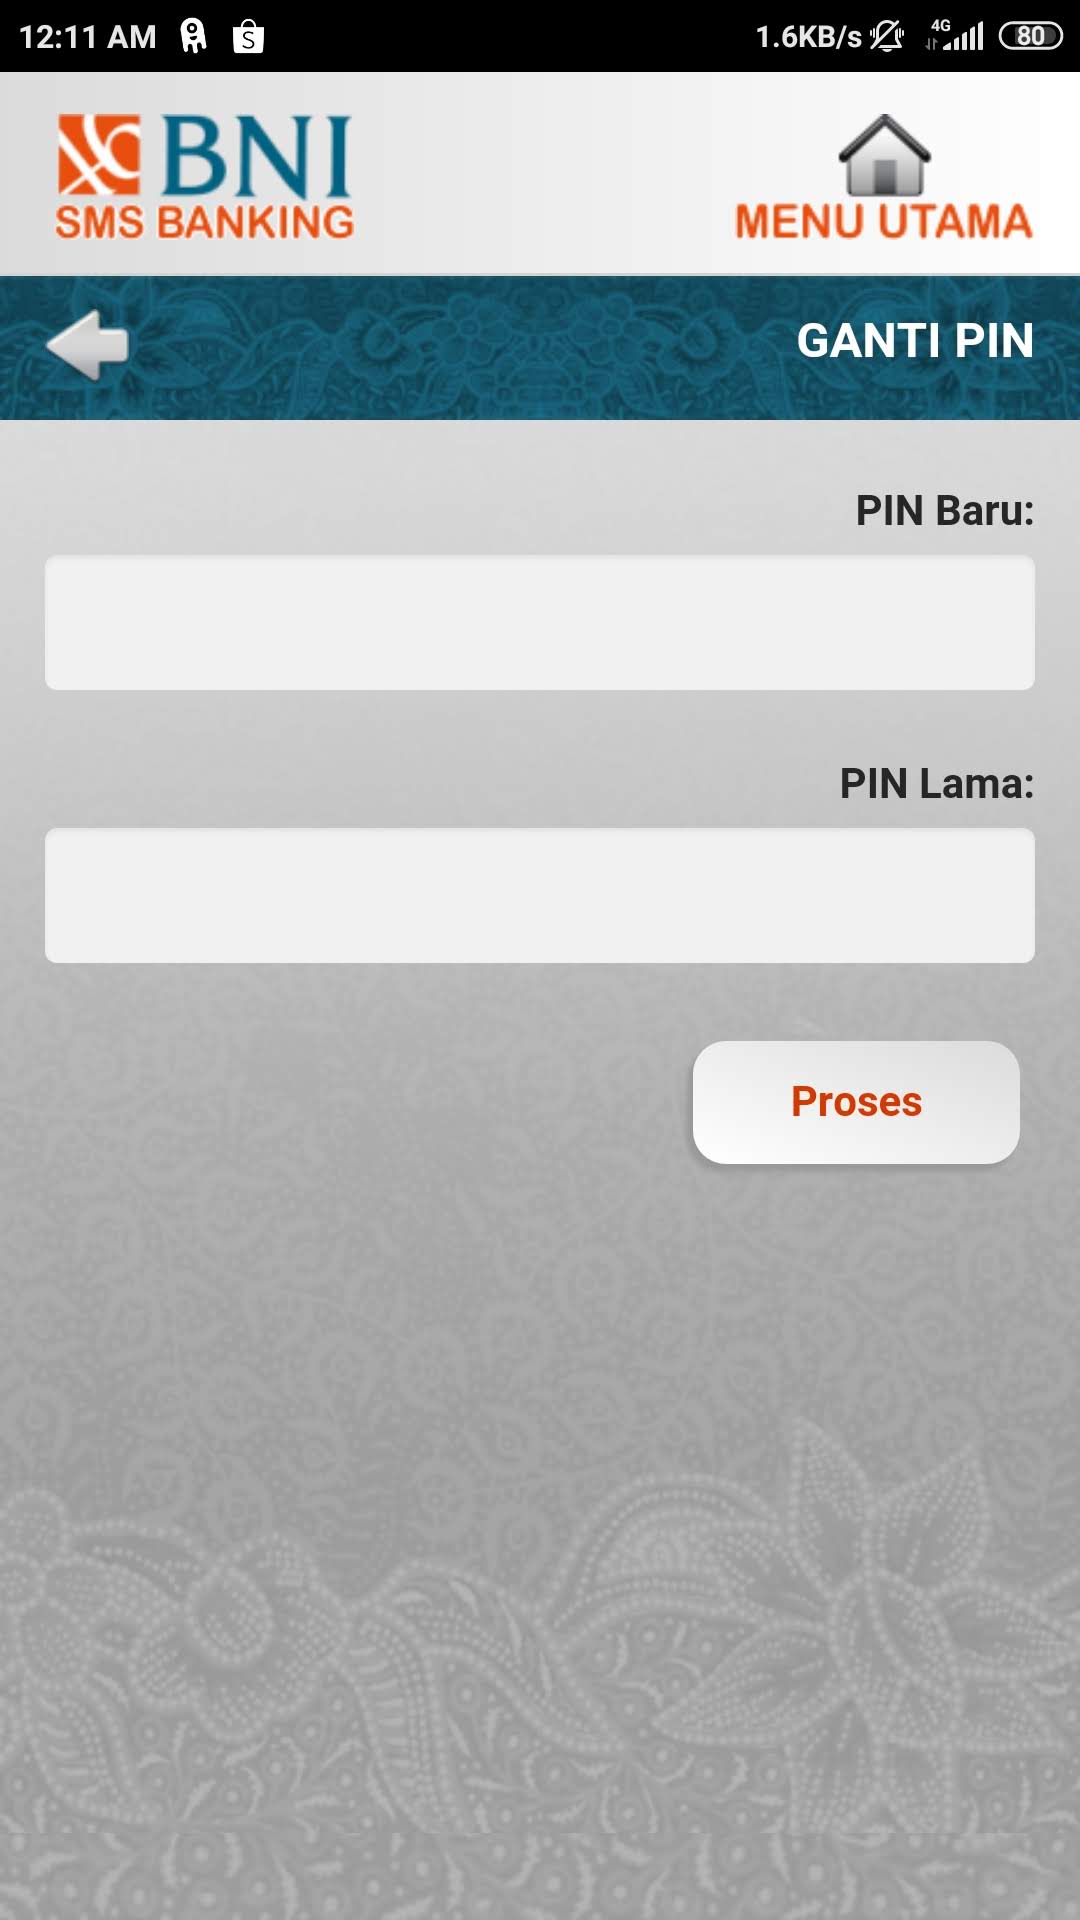 12:11 AM 1.6KB/s 4G 80
BNI
SMS BANKING
MENU UTAMA
GANTI PIN
PIN Baru:
PIN Lama:
Proses